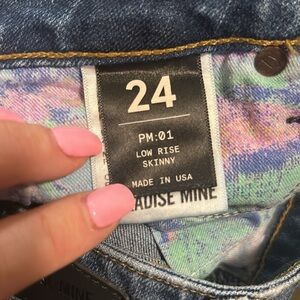 24
PM:01
LOW RISE
SKINNY
MADE IN USA
ADISE MINE